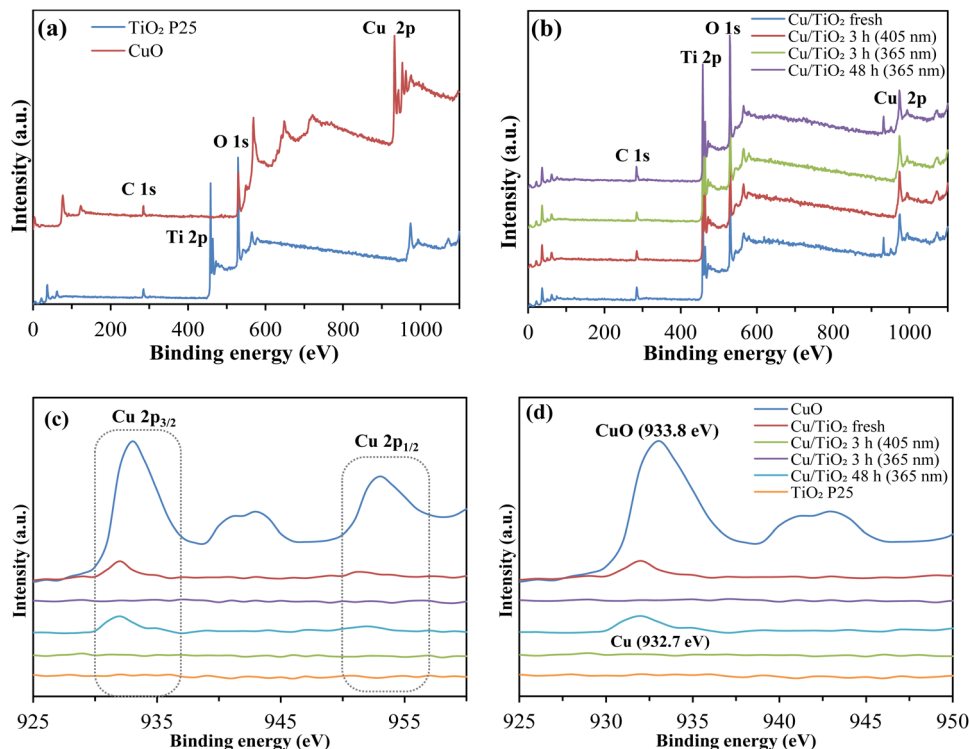 (a)
TiO₂ P25
CuO
Cu 2p
O 1s
C 1s
Ti 2p
Intensity (a.u.)
0 200 400 600 800 1000
Binding energy (eV)
(b)
Cu/TiO₂ fresh
Cu/TiO₂ 3 h (405 nm)
Cu/TiO₂ 3 h (365 nm)
Cu/TiO₂ 48 h (365 nm)
O 1s
Ti 2p
Cu 2p
C 1s
Intensity (a.u.)
0 200 400 600 800 1000
Binding energy (eV)
(c)
Cu 2p3/2
Cu 2p1/2
Intensity (a.u.)
925 935 945 955
Binding energy (eV)
(d)
CuO
Cu/TiO₂ fresh
Cu/TiO₂ 3 h (405 nm)
Cu/TiO₂ 3 h (365 nm)
Cu/TiO₂ 48 h (365 nm)
TiO₂ P25
CuO (933.8 eV)
Cu (932.7 eV)
Intensity (a.u.)
925 930 935 940 945 950
Binding energy (eV)